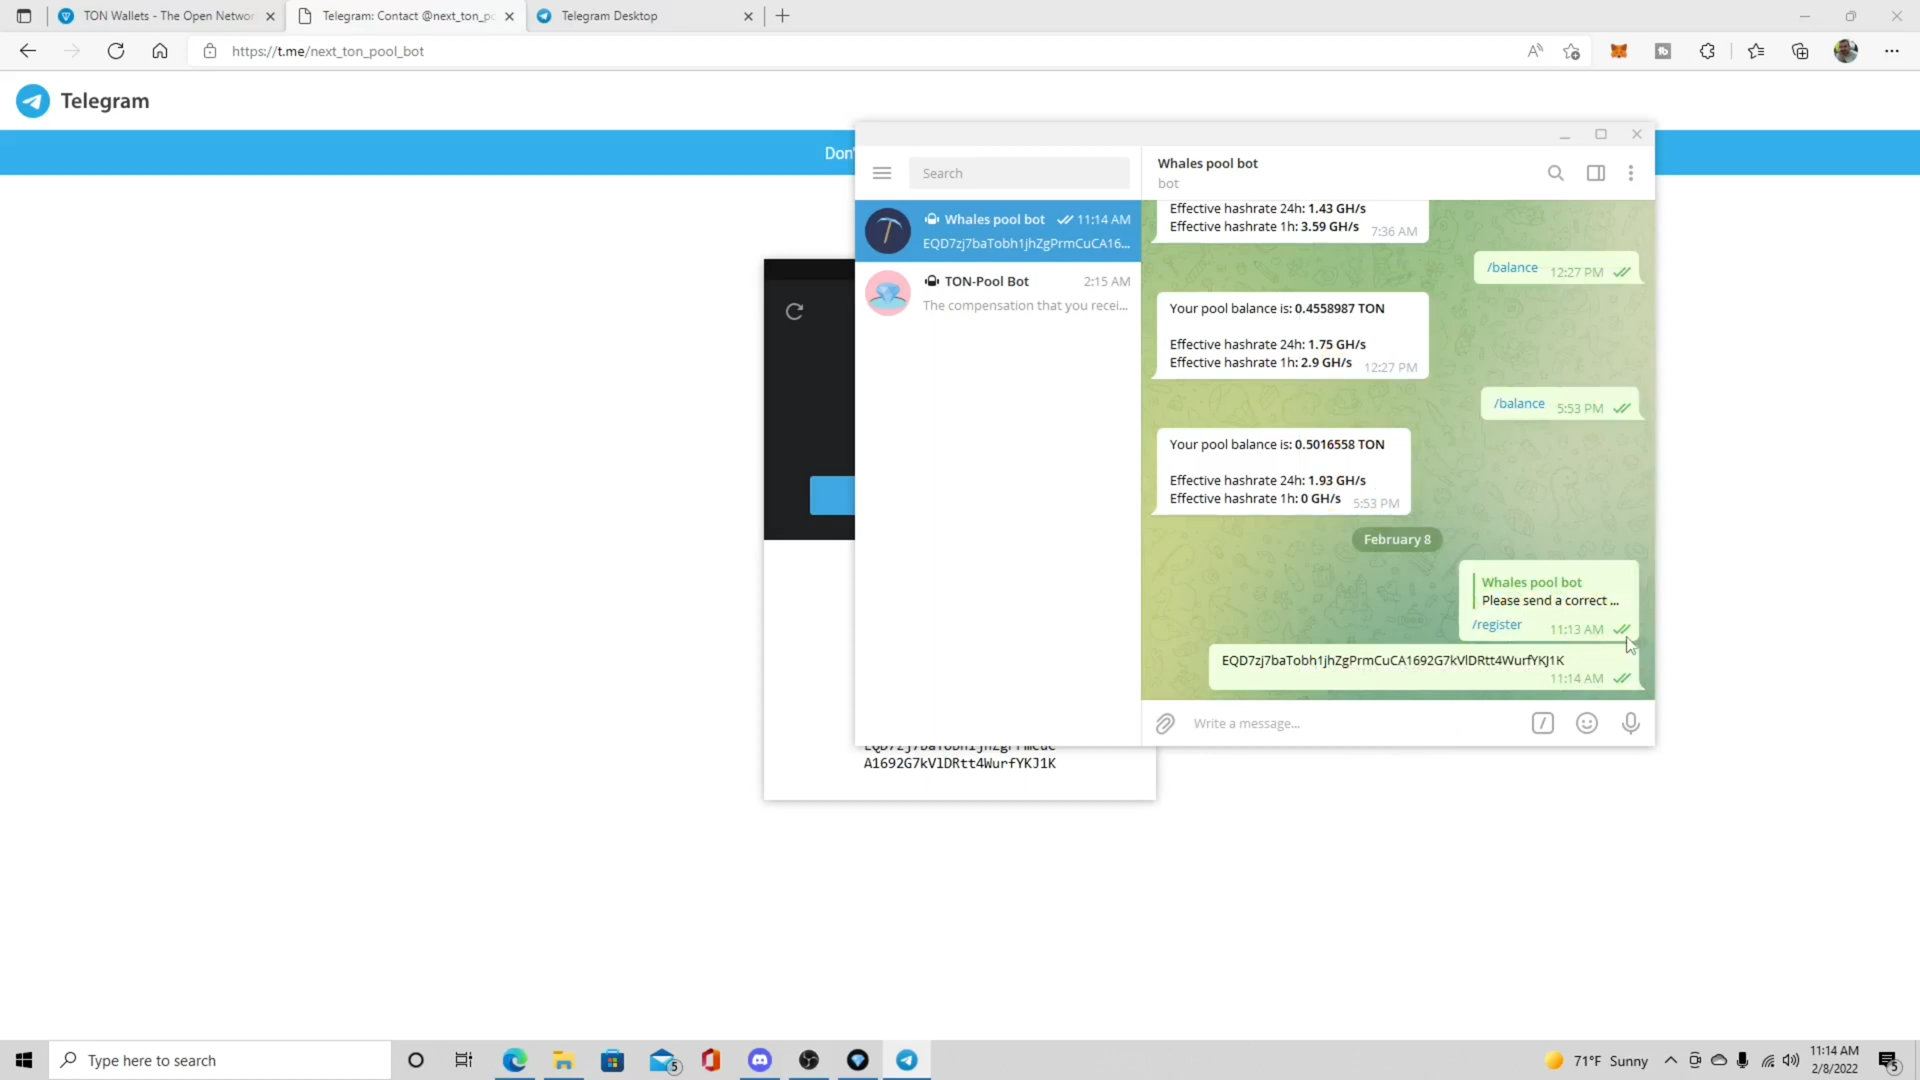 TON Wallets - The Open Networ
Telegram: Contact @next_ton_po
Telegram Desktop
https://t.me/next_ton_pool_bot
Telegram
Don'
Search
Whales pool bot
bot
Whales pool bot 11:14 AM
EQD7zj7baTobh1jhZgPrmCuCA16...
TON-Pool Bot 2:15 AM
The compensation that you recei...
Effective hashrate 24h: 1.43 GH/s
Effective hashrate 1h: 3.59 GH/s 7:36 AM
/balance 12:27 PM
Your pool balance is: 0.4558987 TON
Effective hashrate 24h: 1.75 GH/s
Effective hashrate 1h: 2.9 GH/s 12:27 PM
/balance 5:53 PM
Your pool balance is: 0.5016558 TON
Effective hashrate 24h: 1.93 GH/s
Effective hashrate 1h: 0 GH/s 5:53 PM
February 8
Whales pool bot
Please send a correct ...
/register 11:13 AM
EQD7zj7baTobh1jhZgPrmCuCA1692G7kVlDRtt4WurfYKJ1K
11:14 AM
Write a message...
A1692G7kVlDRtt4WurfYKJ1K
Type here to search
5
71°F Sunny
11:14 AM
2/8/2022
5